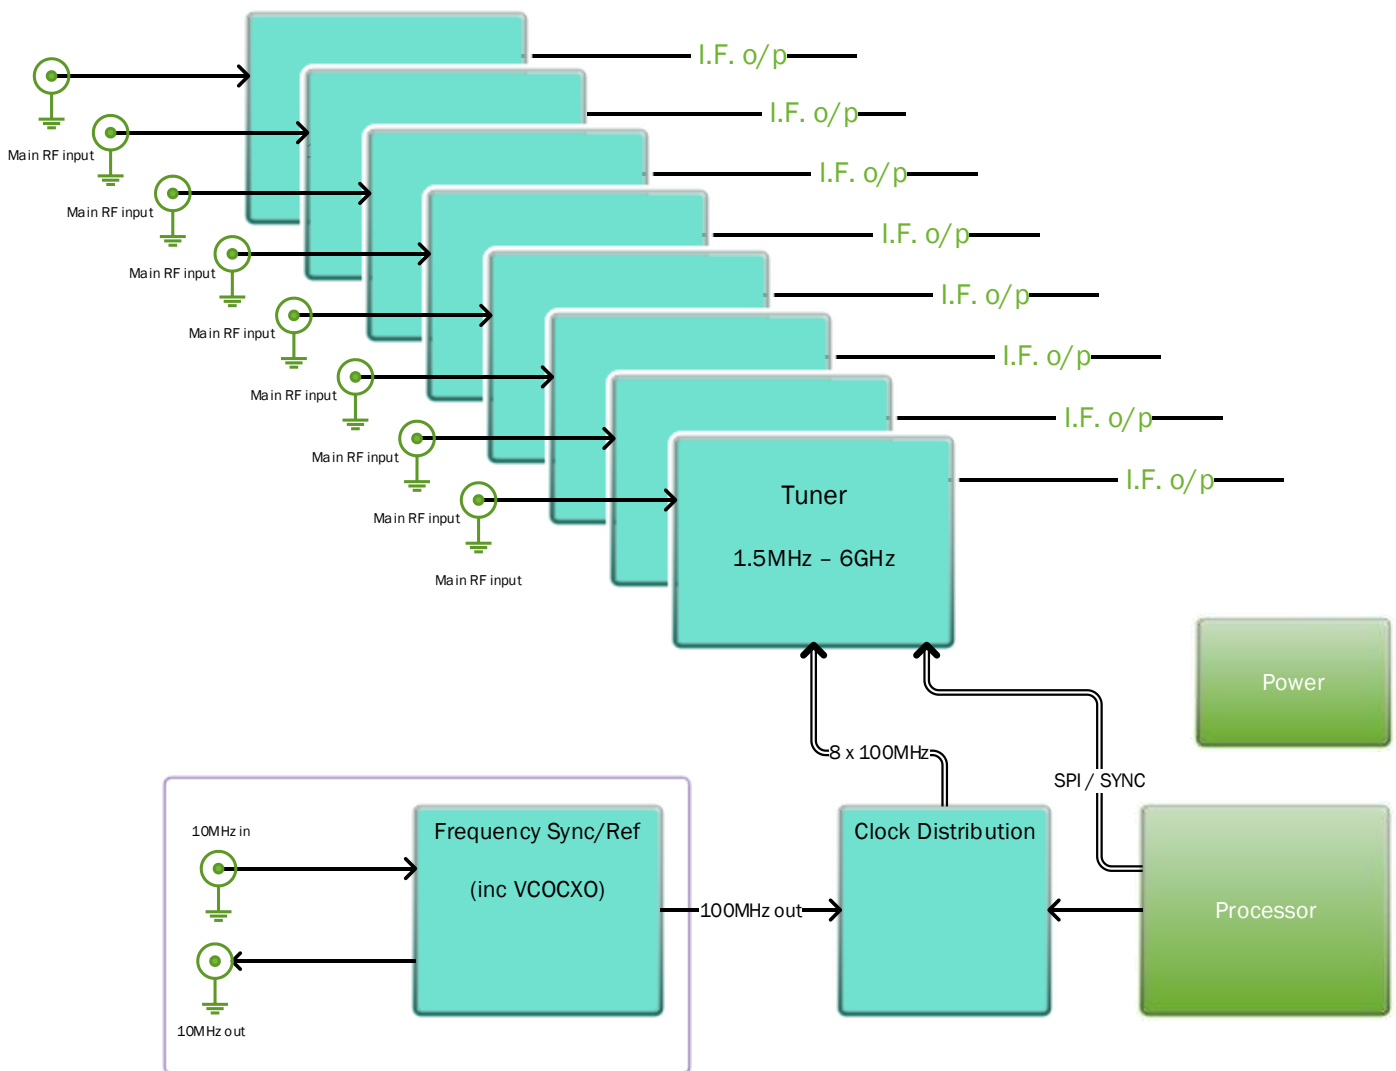 I.F. o/p
I.F. o/p
Main RF input
I.F. o/p
Main RF input
I.F. o/p
Main RF input
I.F. o/p
Main RF input
I.F. o/p
Main RF input
I.F. o/p
Main RF input
I.F. o/p
Main RF input
Main RF input
Tuner
1.5MHz – 6GHz
Power
8 x 100MHz
SPI / SYNC
10MHz in
Frequency Sync/Ref
(inc VCOCXO)
100MHz out
10MHz out
Clock Distribution
Processor